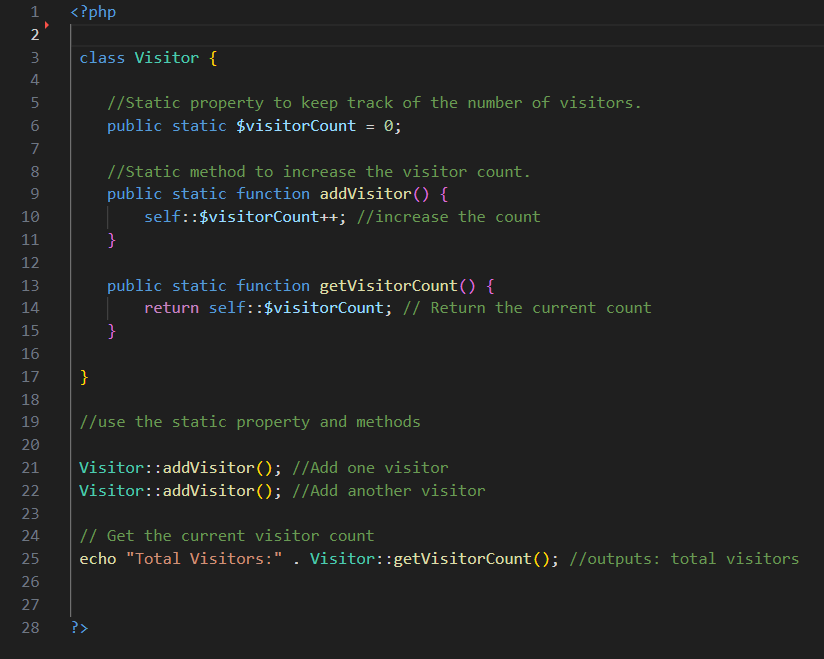 1 <?php
2
3 class Visitor {
4
5 //Static property to keep track of the number of visitors.
6 public static $visitorCount = 0;
7
8 //Static method to increase the visitor count.
9 public static function addVisitor() {
10 self::$visitorCount++; //increase the count
11 }
12
13 public static function getVisitorCount() {
14 return self::$visitorCount; // Return the current count
15 }
16
17 }
18
19 //use the static property and methods
20
21 Visitor::addVisitor(); //Add one visitor
22 Visitor::addVisitor(); //Add another visitor
23
24 // Get the current visitor count
25 echo "Total Visitors:" . Visitor::getVisitorCount(); //outputs: total visitors
26
27
28 ?>